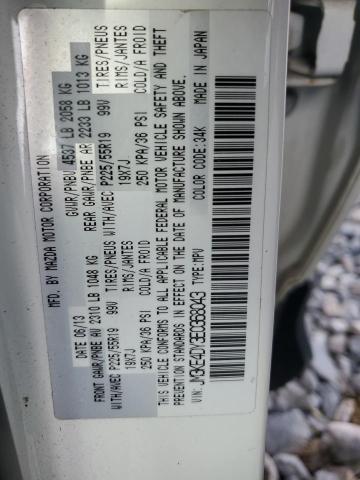 MFD. BY MAZDA MOTOR CORPORATION
DATE 06/13 GVWR/PNBV 4537 LB 2058 KG
FRONT GAWR/PNBE AV 2310 LB 1048 KG REAR GAWR/PNBE AR 2233 LB 1013 KG
WITH/AVEC P225/55R19 99V TIRES/PNEUS WITH/AVEC P225/55R19 99V TIRES/PNEUS
19X7J RIMS/JANTES 19X7J RIMS/JANTES
250 KPA/36 PSI COLD/A FROID 250 KPA/36 PSI COLD/A FROID
THIS VEHICLE CONFORMS TO ALL APPLICABLE FEDERAL MOTOR VEHICLE SAFETY AND THEFT
PREVENTION STANDARDS IN EFFECT ON THE DATE OF MANUFACTURE SHOWN ABOVE.
VIN: JM3KE4DY3E0368043 TYPE: MPV COLOR CODE: 34K MADE IN JAPAN